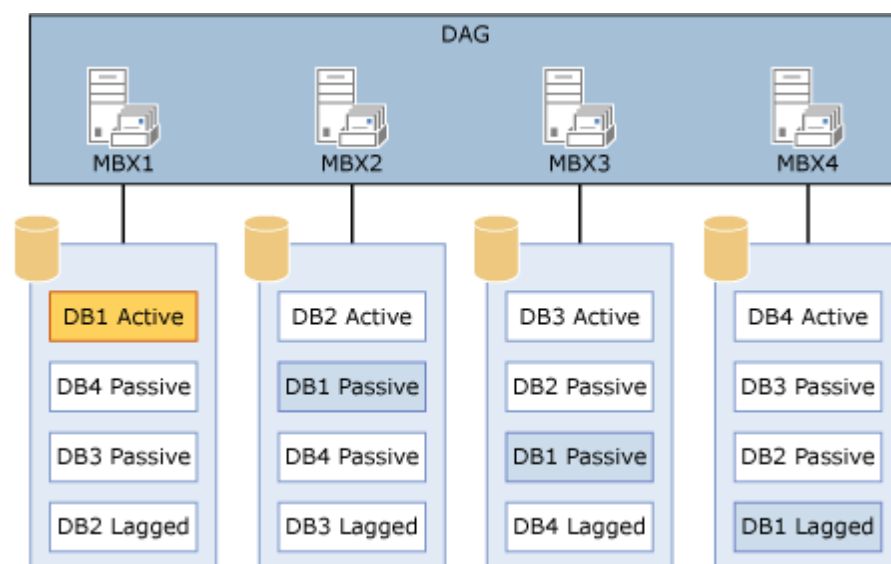 DAG
MBX1
MBX2
MBX3
MBX4
DB1 Active
DB4 Passive
DB3 Passive
DB2 Lagged
DB2 Active
DB1 Passive
DB4 Passive
DB3 Lagged
DB3 Active
DB2 Passive
DB1 Passive
DB4 Lagged
DB4 Active
DB3 Passive
DB2 Passive
DB1 Lagged